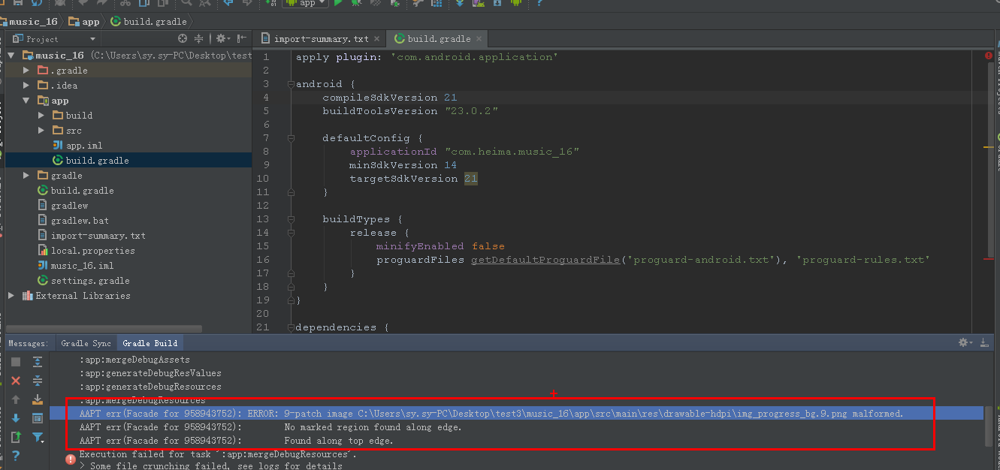 app
music_16 app build.gradle
Project
import-summary.txt
build.gradle
music_16 (C:\Users\sy.sy-PC\Desktop\test
.gradle
.idea
app
build
src
app.iml
build.gradle
gradle
build.gradle
gradlew
gradlew.bat
import-summary.txt
local.properties
music_16.iml
settings.gradle
External Libraries
1 apply plugin: 'com.android.application'
2
3 android {
4 compileSdkVersion 21
5 buildToolsVersion "23.0.2"
6
7 defaultConfig {
8 applicationId "com.heima.music_16"
9 minSdkVersion 14
10 targetSdkVersion 21
11 }
12
13 buildTypes {
14 release {
15 minifyEnabled false
16 proguardFiles getDefaultProguardFile('proguard-android.txt'), 'proguard-rules.txt'
17 }
18 }
19 }
20
21 dependencies {
Messages: Gradle Sync Gradle Build
:app:mergeDebugAssets
:app:generateDebugResValues
:app:generateDebugResources
:app:mergeDebugResources
AAPT err(Facade for 958943752): ERROR: 9-patch image C:\Users\sy.sy-PC\Desktop\test3\music_16\app\src\main\res\drawable-hdpi\img_progress_bg.9.png malformed.
AAPT err(Facade for 958943752): No marked region found along edge.
AAPT err(Facade for 958943752): Found along top edge.
Execution failed for task ':app:mergeDebugResources'.
> Some file crunching failed, see logs for details